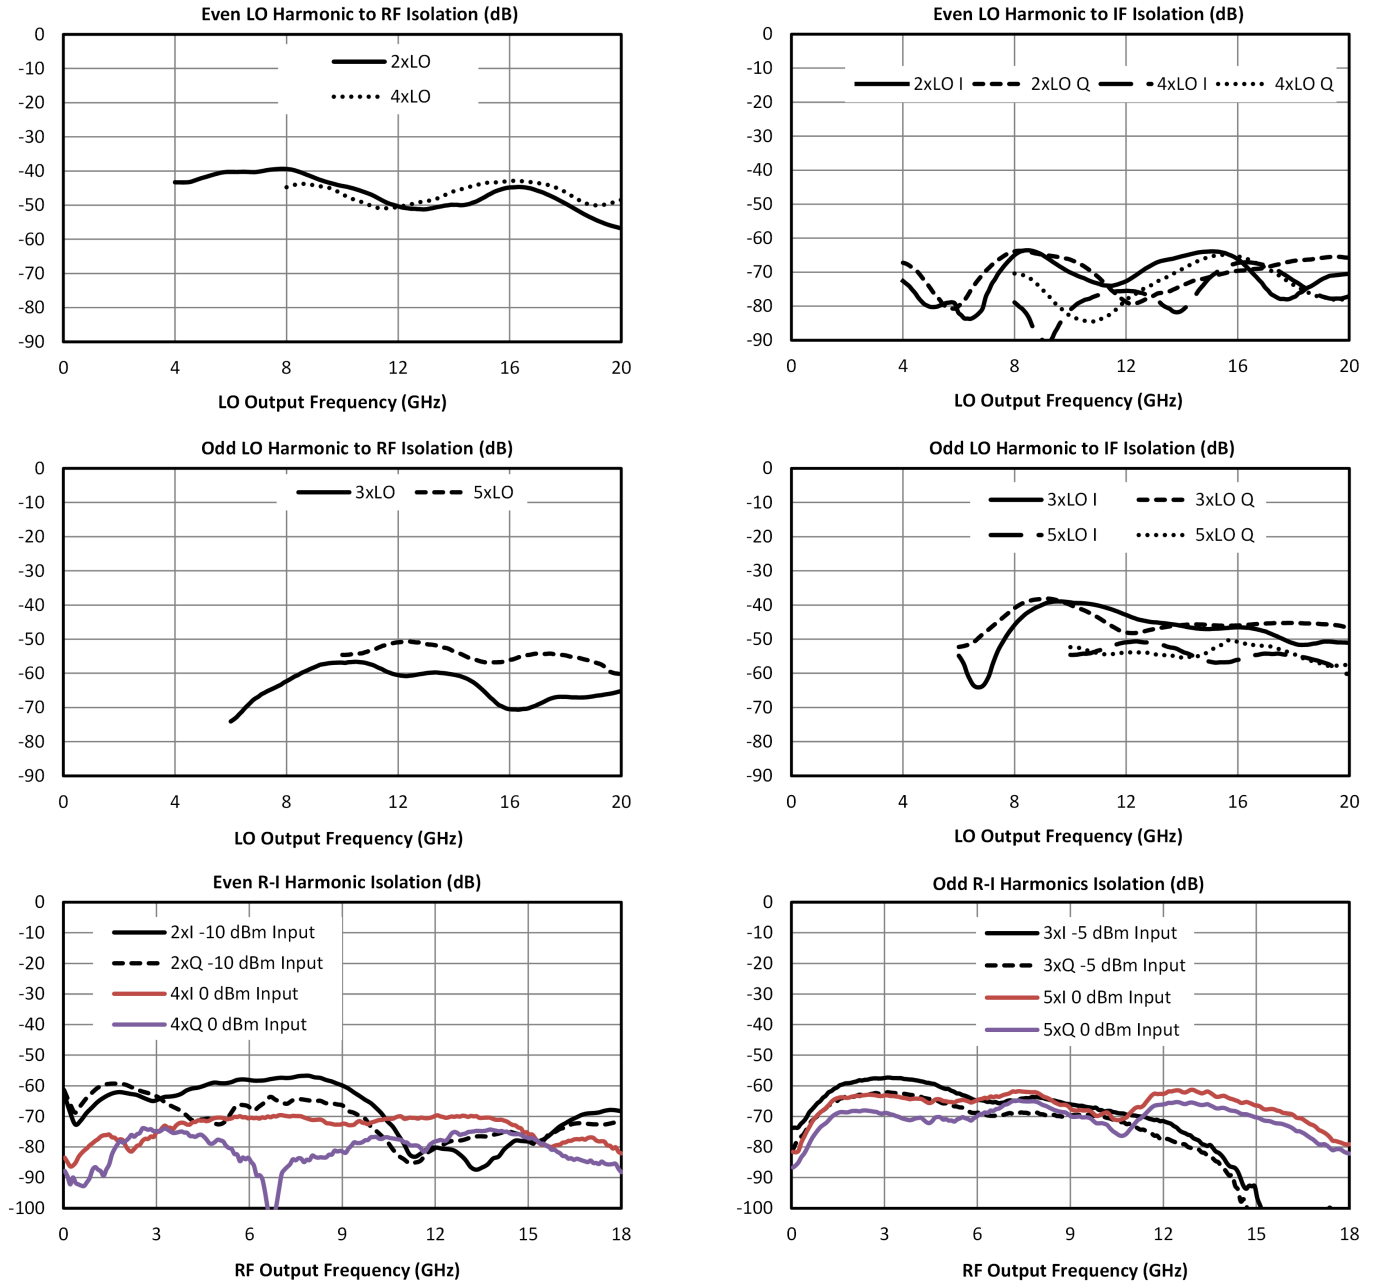 Even LO Harmonic to RF Isolation (dB)
0
-10
-20
-30
-40
-50
-60
-70
-80
-90
2xLO
4xLO
0 4 8 12 16 20
LO Output Frequency (GHz)
Even LO Harmonic to IF Isolation (dB)
0
-10
-20
-30
-40
-50
-60
-70
-80
-90
2xLO I 2xLO Q 4xLO I 4xLO Q
0 4 8 12 16 20
LO Output Frequency (GHz)
Odd LO Harmonic to RF Isolation (dB)
0
-10
-20
-30
-40
-50
-60
-70
-80
-90
3xLO 5xLO
0 4 8 12 16 20
LO Output Frequency (GHz)
Odd LO Harmonic to IF Isolation (dB)
0
-10
-20
-30
-40
-50
-60
-70
-80
-90
3xLO I 3xLO Q
5xLO I 5xLO Q
0 4 8 12 16 20
LO Output Frequency (GHz)
Even R-I Harmonic Isolation (dB)
0
-10
-20
-30
-40
-50
-60
-70
-80
-90
-100
2xI -10 dBm Input
2xQ -10 dBm Input
4xI 0 dBm Input
4xQ 0 dBm Input
0 3 6 9 12 15 18
RF Output Frequency (GHz)
Odd R-I Harmonics Isolation (dB)
0
-10
-20
-30
-40
-50
-60
-70
-80
-90
-100
3xI -5 dBm Input
3xQ -5 dBm Input
5xI 0 dBm Input
5xQ 0 dBm Input
0 3 6 9 12 15 18
RF Output Frequency (GHz)